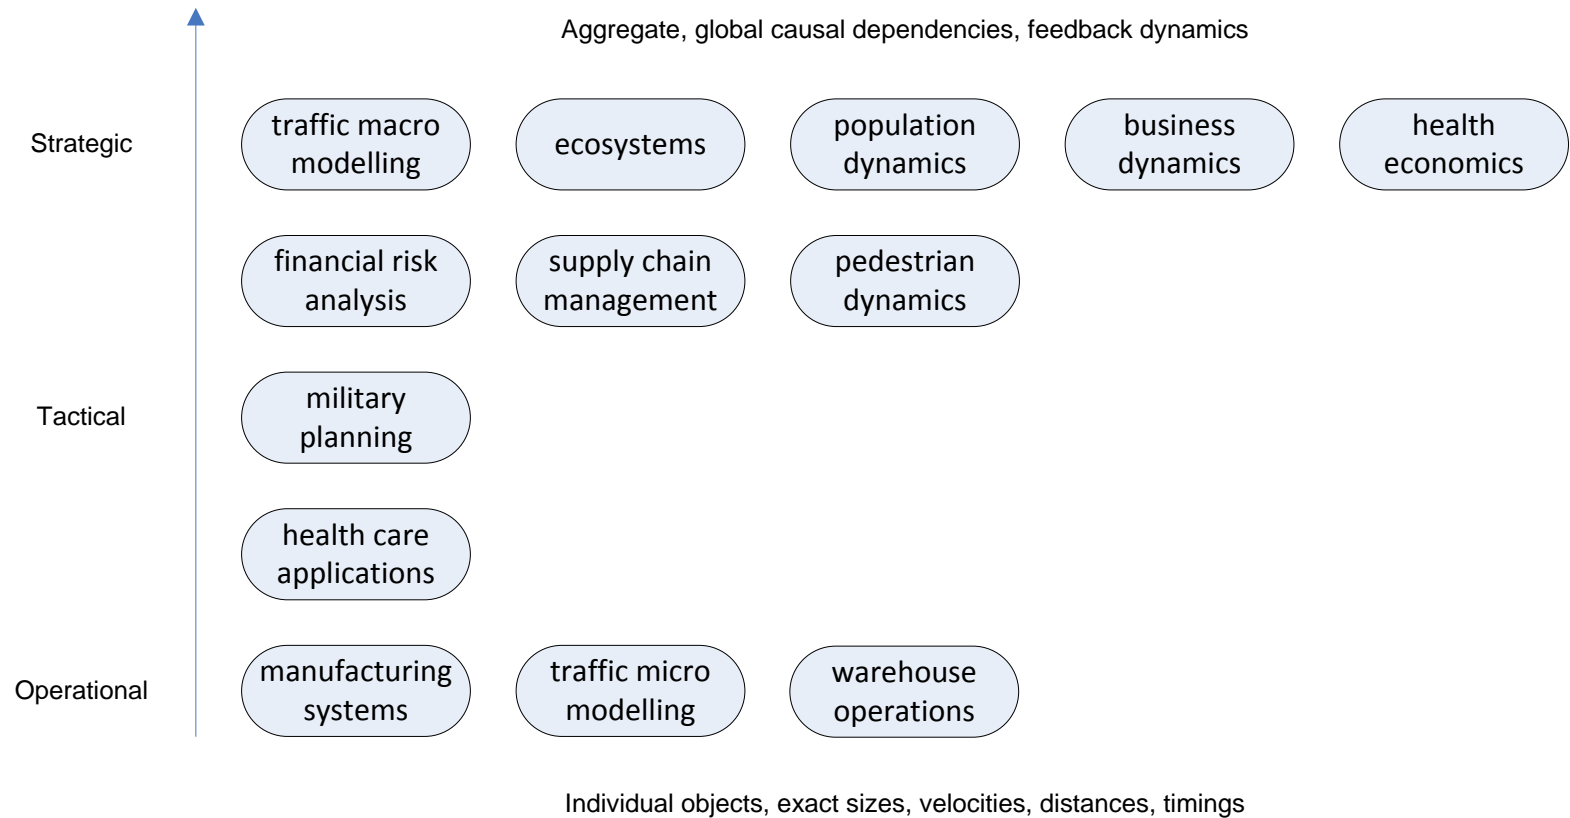 Aggregate, global causal dependencies, feedback dynamics
Strategic
traffic macro
modelling
ecosystems
population
dynamics
business
dynamics
health
economics
financial risk
analysis
supply chain
management
pedestrian
dynamics
Tactical
military
planning
health care
applications
Operational
manufacturing
systems
traffic micro
modelling
warehouse
operations
Individual objects, exact sizes, velocities, distances, timings